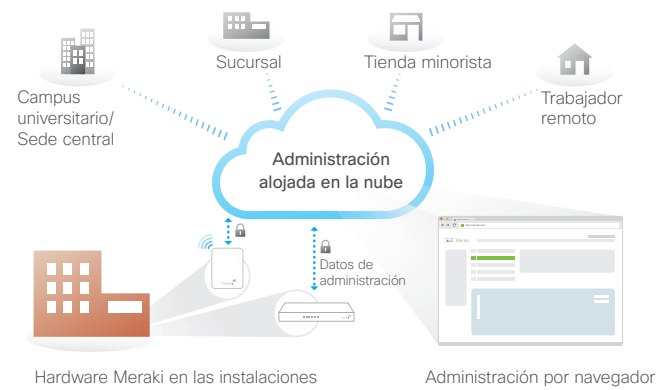 Sucursal
Tienda minorista
Campus
universitario/
Sede central
Trabajador
remoto
Administración
alojada en la nube
Datos de
administración
Meraki
Hardware Meraki en las instalaciones
Administración por navegador